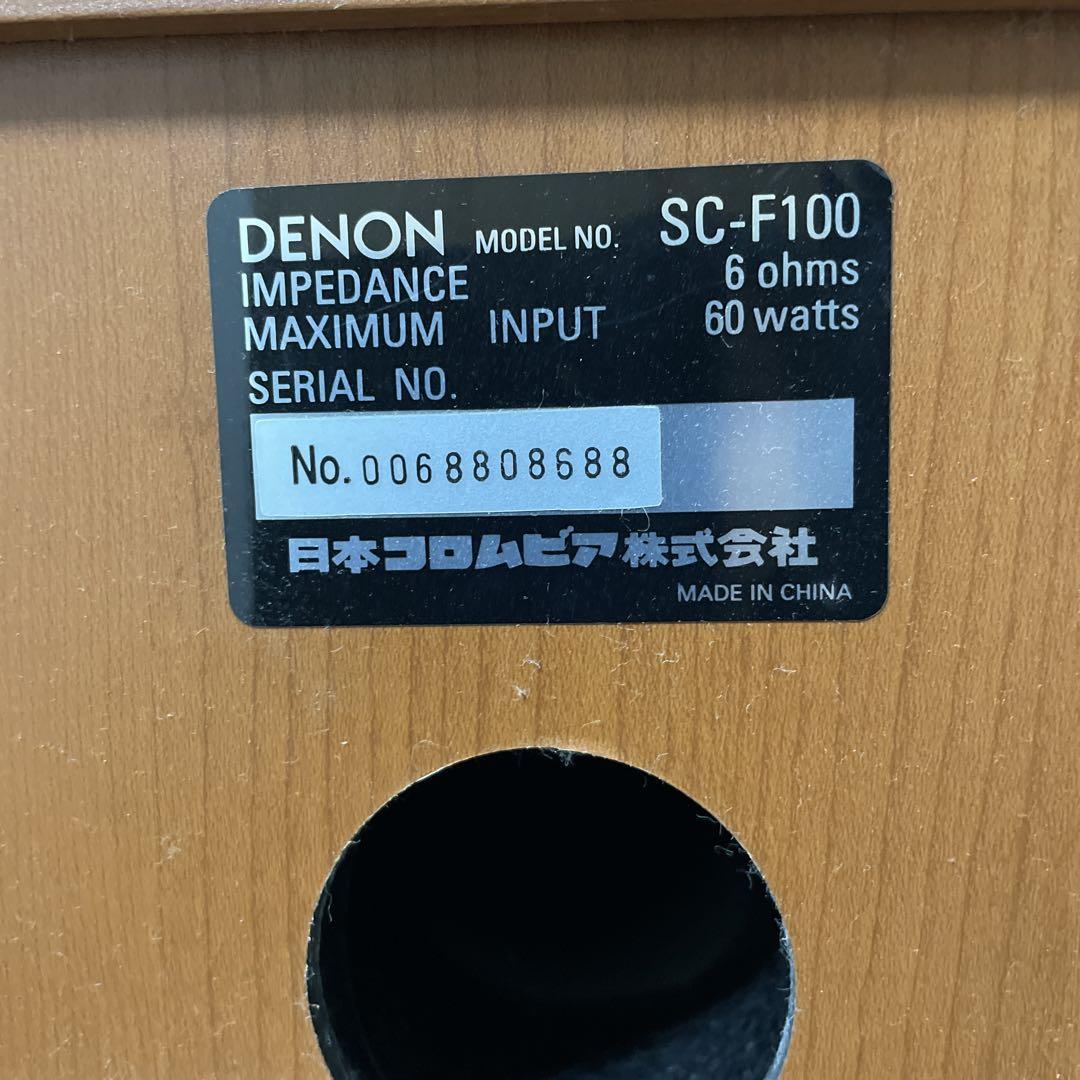 DENON MODEL NO. SC-F100
IMPEDANCE 6 ohms
MAXIMUM INPUT 60 watts
SERIAL NO.
No. 0068808688
日本コロムビア株式会社
MADE IN CHINA